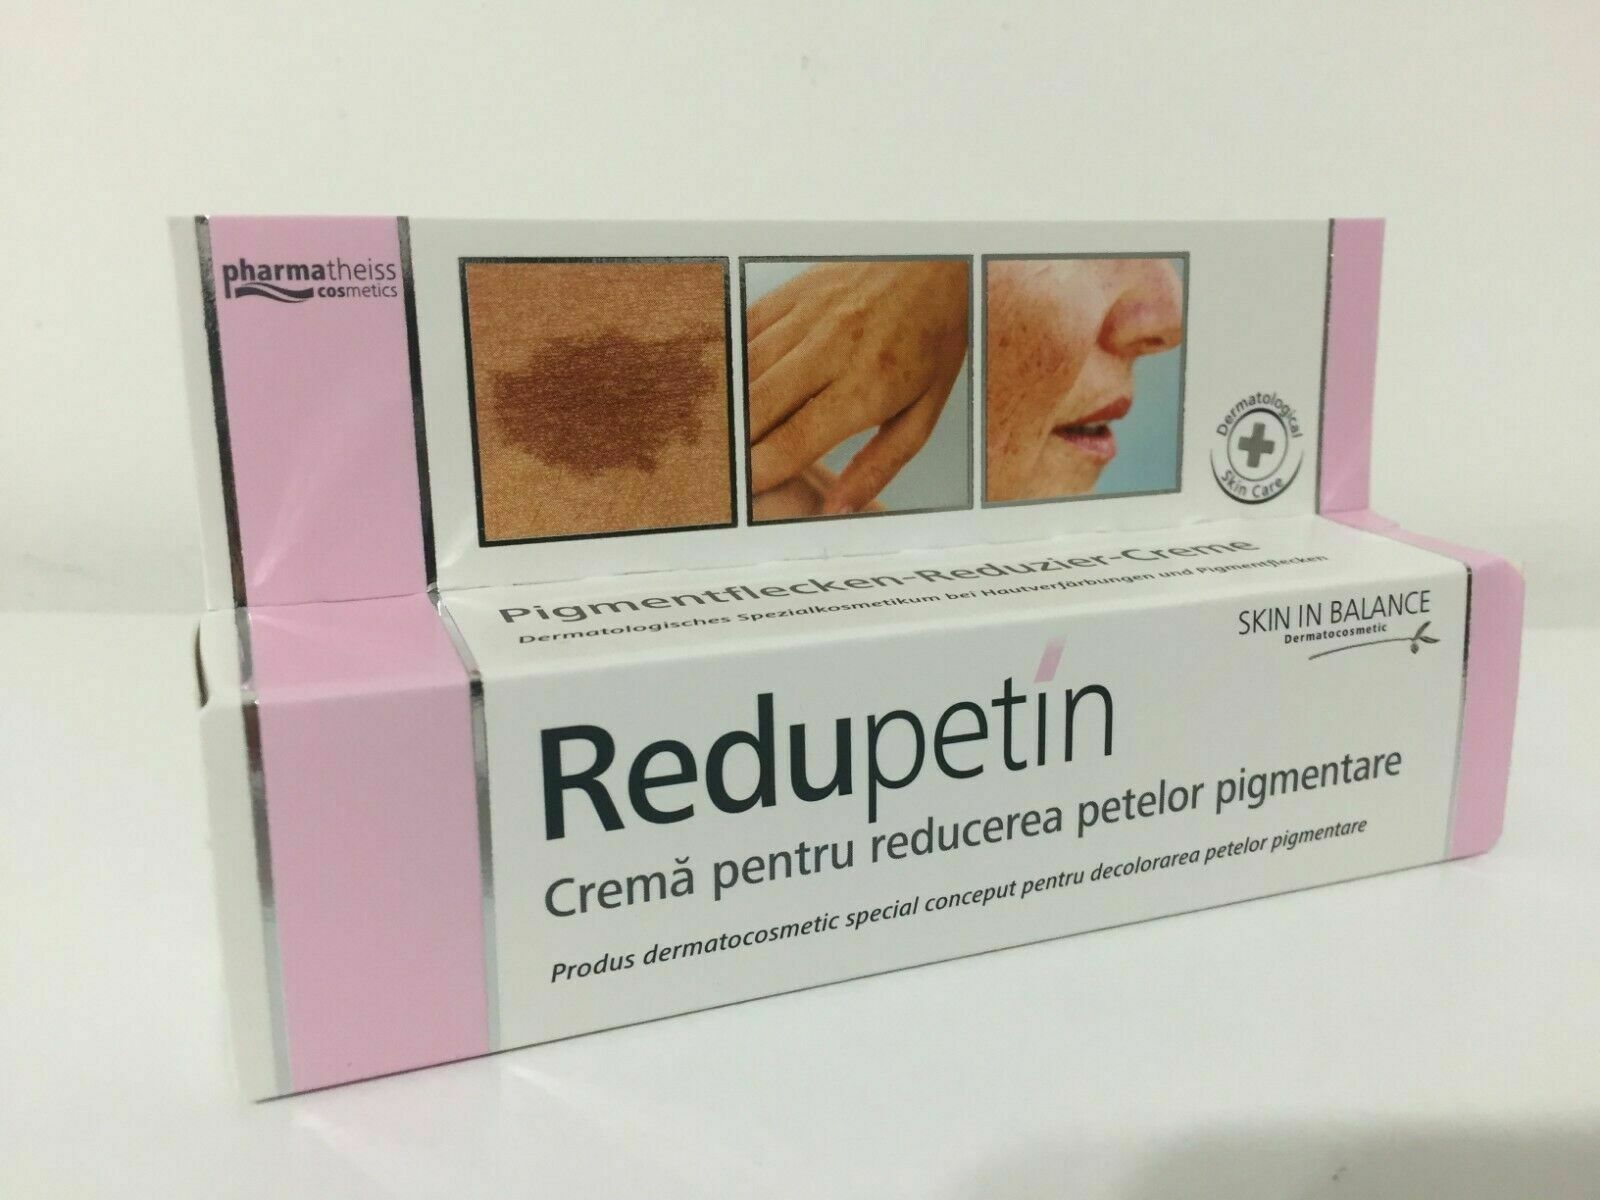 pharmatheiss
cosmetics
Dermatological
Skin Care
Pigmentflecken-Reduzier-Creme
Dermatologisches Spezialkosmetikum bei Hautverfärbungen und Pigmentflecken
SKIN IN BALANCE
Dermatocosmetic
Redupetin
Cremă pentru reducerea petelor pigmentare
Produs dermatocosmetic special conceput pentru decolorarea petelor pigmentare